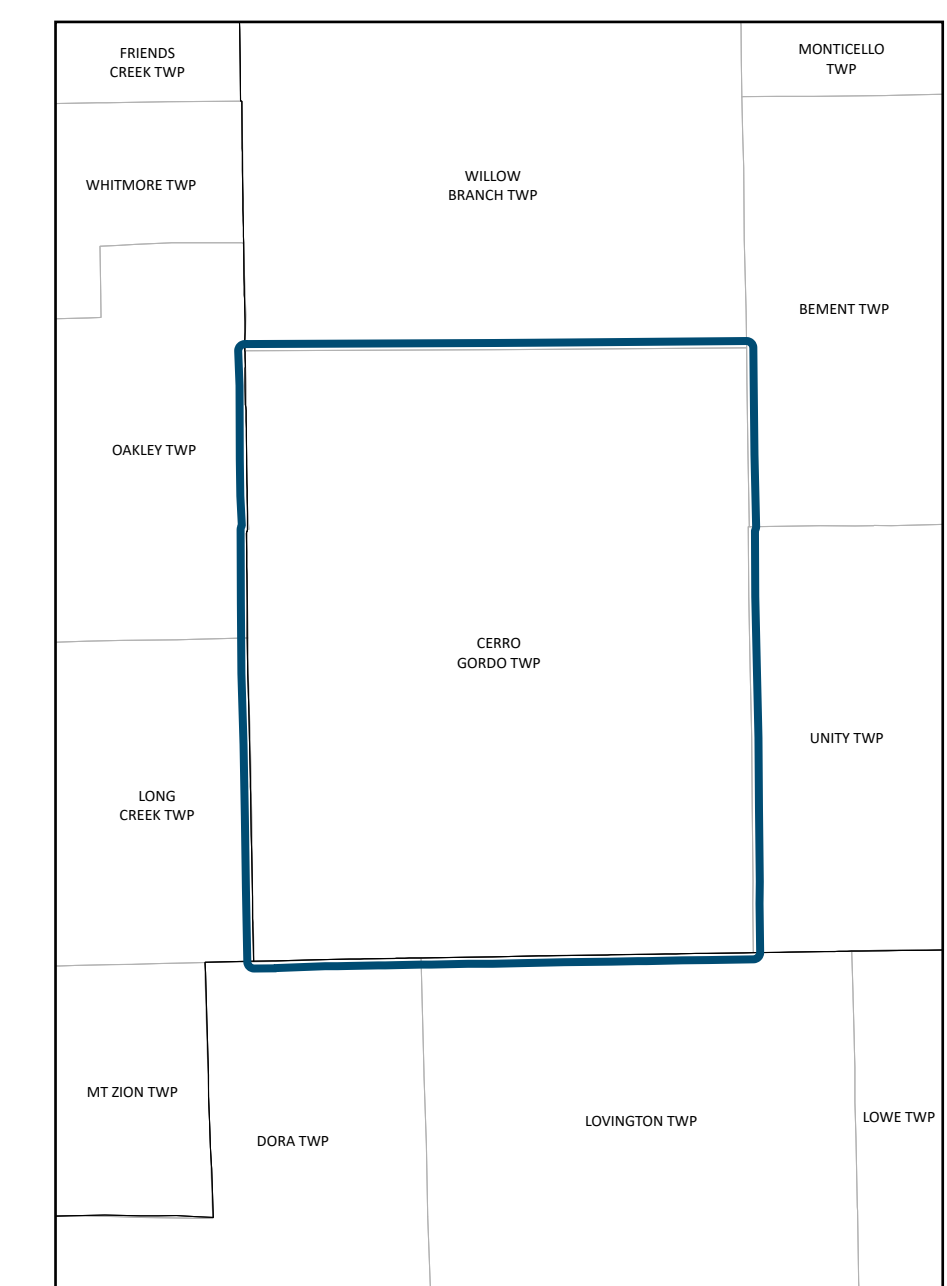 FRIENDS
CREEK TWP
MONTICELLO
TWP
WHITMORE TWP
WILLOW
BRANCH TWP
BEMENT TWP
OAKLEY TWP
CERRO
GORDO TWP
UNITY TWP
LONG
CREEK TWP
MT ZION TWP
DORA TWP
LOVINGTON TWP
LOWE TWP